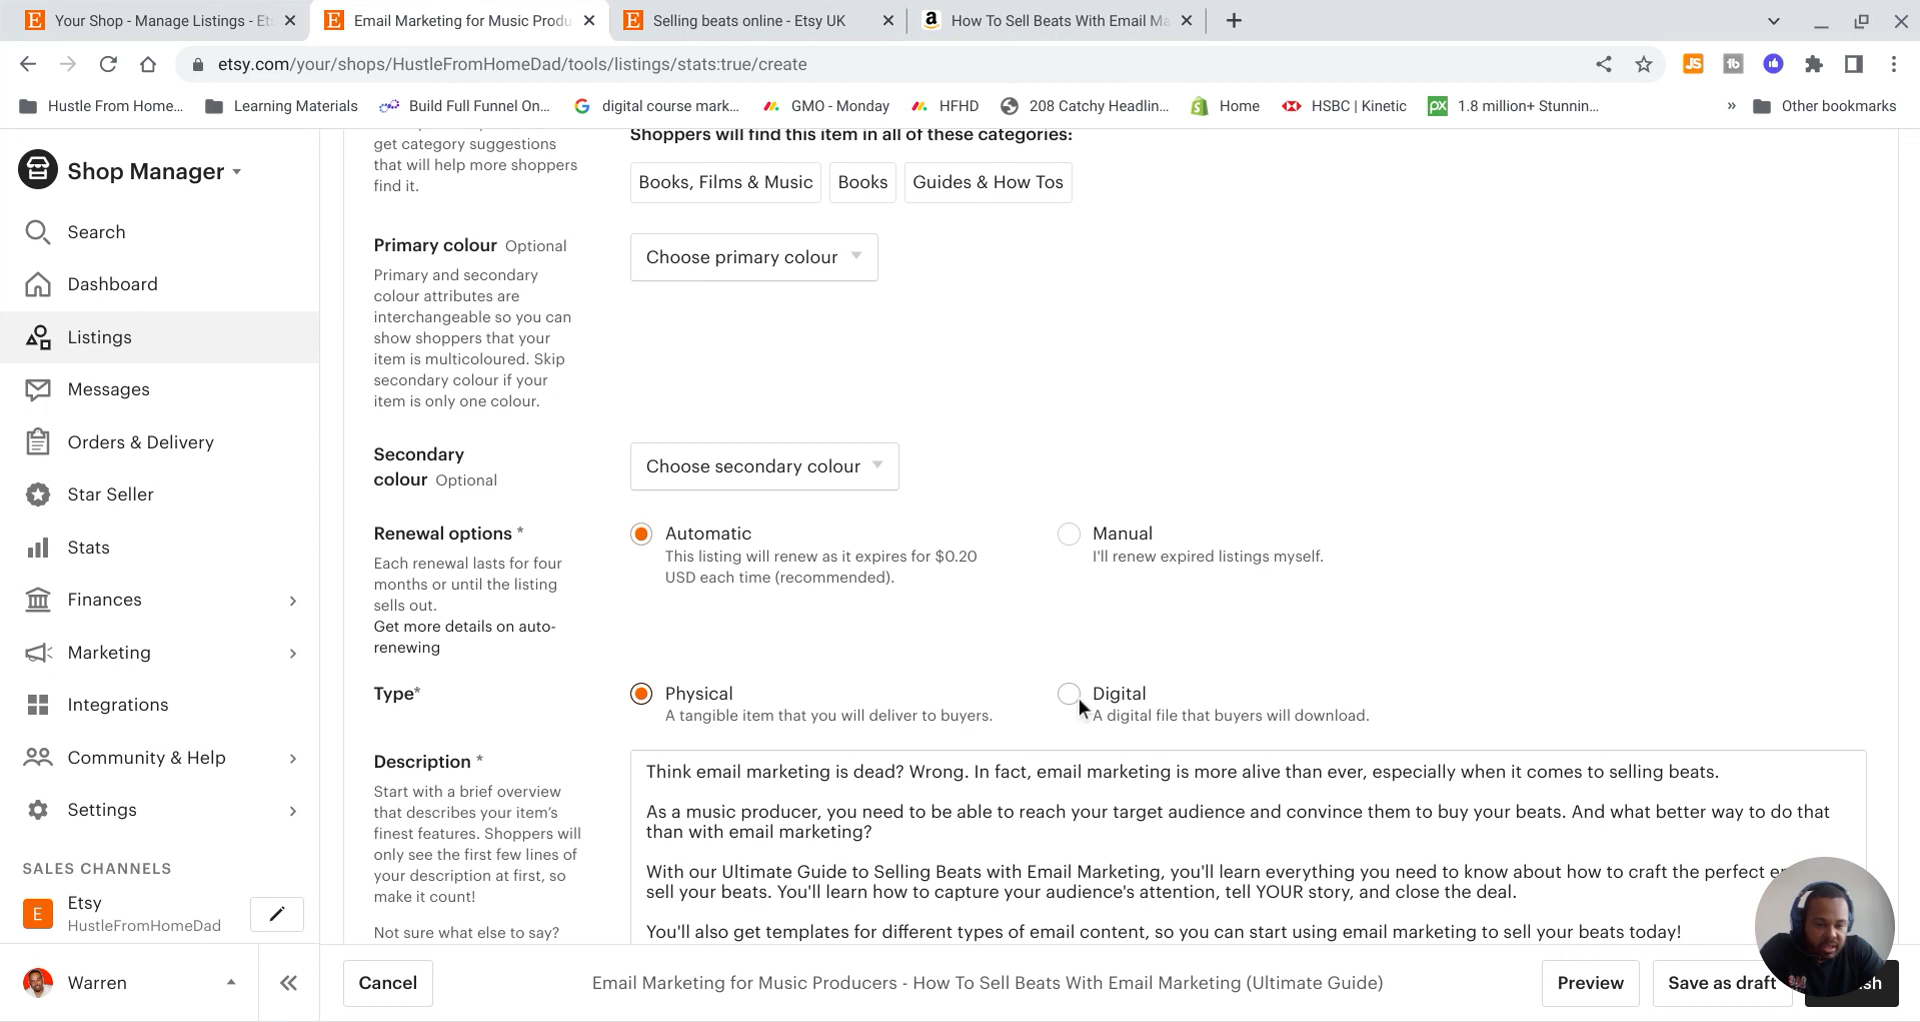 Your Shop - Manage Listings - Ets
Email Marketing for Music Produ
Selling beats online - Etsy UK
How To Sell Beats With Email Ma
etsy.com/your/shops/HustleFromHomeDad/tools/listings/stats:true/create
Hustle From Home...
Learning Materials
Build Full Funnel On...
digital course mark...
GMO - Monday
HFHD
208 Catchy Headlin...
Home
HSBC | Kinetic
1.8 million+ Stunnin...
»
Other bookmarks
Shop Manager
Search
Dashboard
Listings
Messages
Orders & Delivery
Star Seller
Stats
Finances
Marketing
Integrations
Community & Help
Settings
SALES CHANNELS
Etsy
HustleFromHomeDad
Warren
get category suggestions
that will help more shoppers
find it.
Shoppers will find this item in all of these categories:
Books, Films & Music
Books
Guides & How Tos
Primary colour Optional
Primary and secondary
colour attributes are
interchangeable so you can
show shoppers that your
item is multicoloured. Skip
secondary colour if your
item is only one colour.
Choose primary colour
Secondary
colour Optional
Choose secondary colour
Renewal options *
Each renewal lasts for four
months or until the listing
sells out.
Get more details on auto-
renewing
Automatic
This listing will renew as it expires for $0.20
USD each time (recommended).
Manual
I'll renew expired listings myself.
Type*
Physical
A tangible item that you will deliver to buyers.
Digital
A digital file that buyers will download.
Description *
Start with a brief overview
that describes your item's
finest features. Shoppers will
only see the first few lines of
your description at first, so
make it count!
Not sure what else to say?
Think email marketing is dead? Wrong. In fact, email marketing is more alive than ever, especially when it comes to selling beats.
As a music producer, you need to be able to reach your target audience and convince them to buy your beats. And what better way to do that
than with email marketing?
With our Ultimate Guide to Selling Beats with Email Marketing, you'll learn everything you need to know about how to craft the perfect
sell your beats. You'll learn how to capture your audience's attention, tell YOUR story, and close the deal.
You'll also get templates for different types of email content, so you can start using email marketing to sell your beats today!
Cancel
Email Marketing for Music Producers - How To Sell Beats With Email Marketing (Ultimate Guide)
Preview
Save as draft